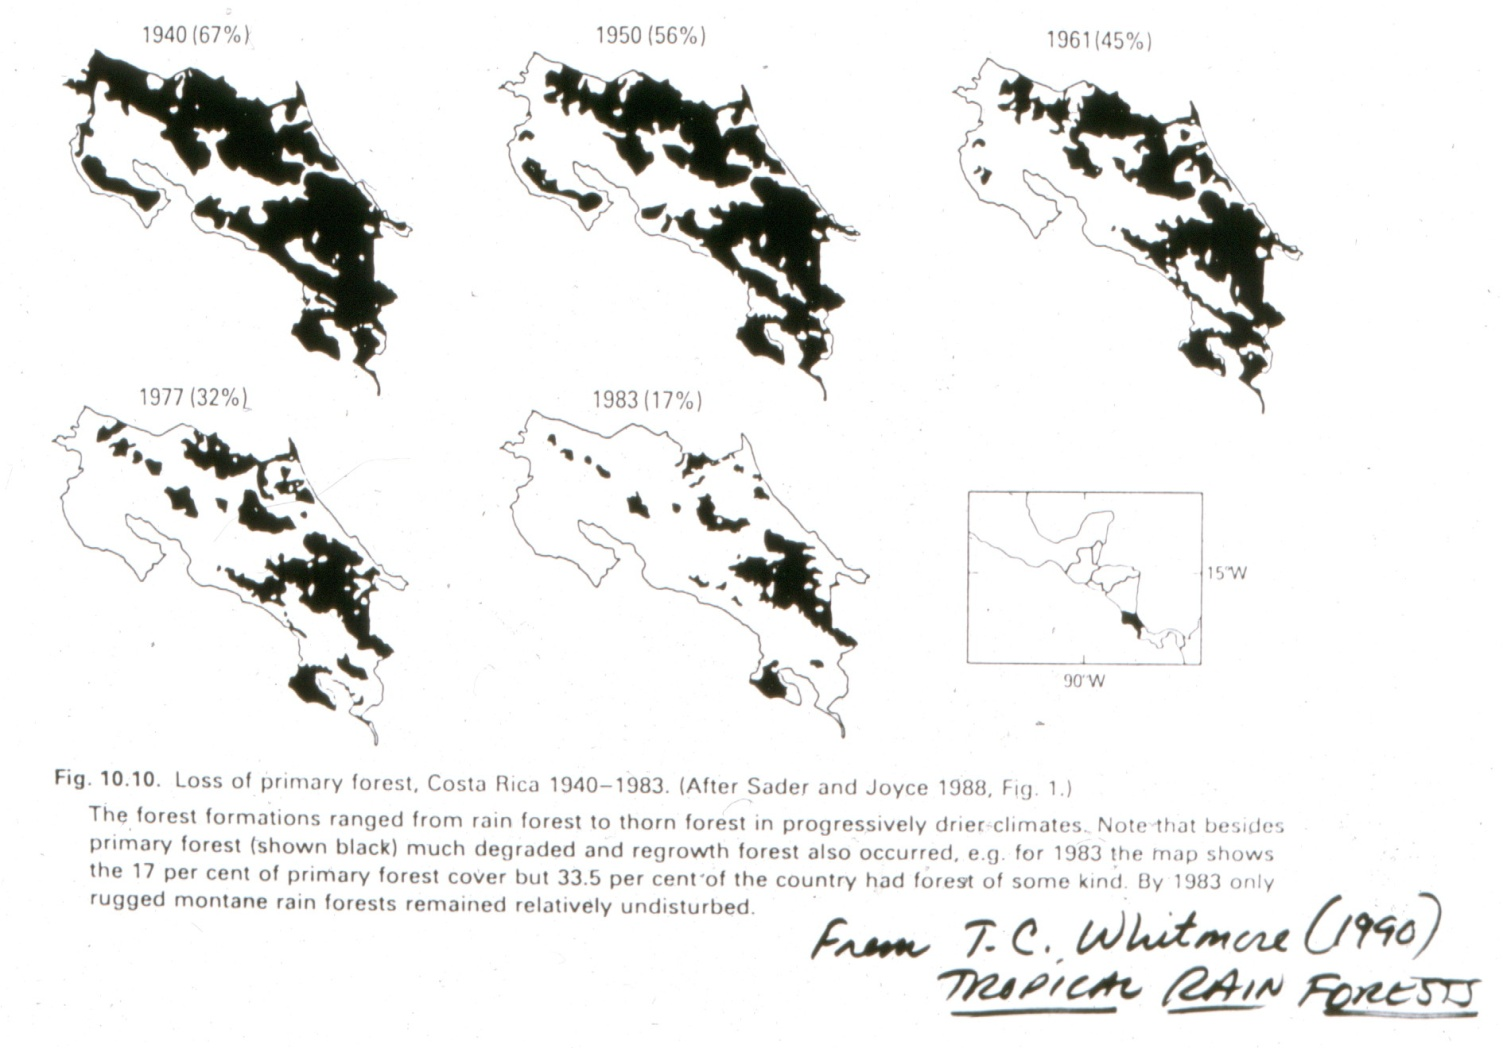 1940 (67%)
1950 (56%)
1961 (45%)
1977 (32%)
1983 (17%)
15°W
90°W
Fig. 10.10. Loss of primary forest, Costa Rica 1940–1983. (After Sader and Joyce 1988, Fig. 1.)
The forest formations ranged from rain forest to thorn forest in progressively drier climates. Note that besides
primary forest (shown black) much degraded and regrowth forest also occurred, e.g. for 1983 the map shows
the 17 per cent of primary forest cover but 33.5 per cent of the country had forest of some kind. By 1983 only
rugged montane rain forests remained relatively undisturbed.
From T.C. Whitmore (1990)
TROPICAL RAIN FORESTS